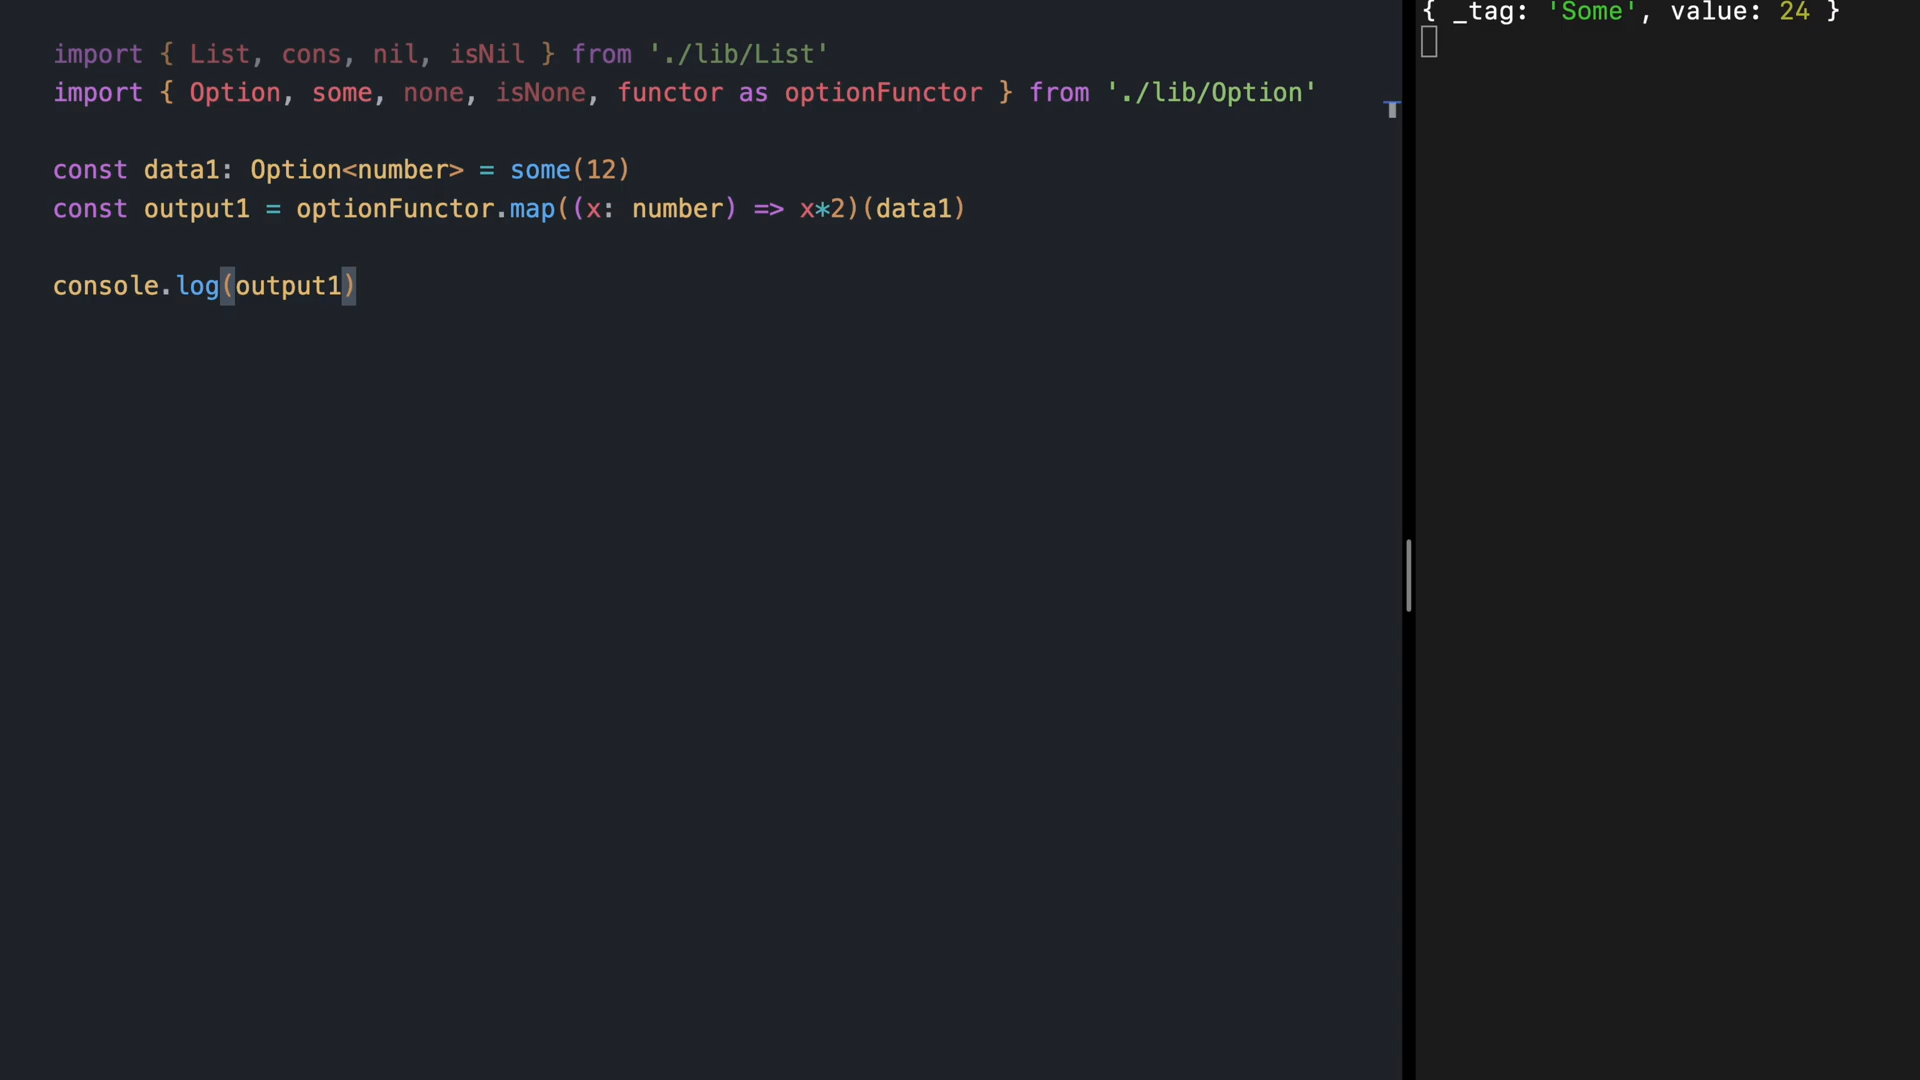 import { List, cons, nil, isNil } from './lib/List'
import { Option, some, none, isNone, functor as optionFunctor } from './lib/Option'
const data1: Option<number> = some(12)
const output1 = optionFunctor.map((x: number) => x*2)(data1)
console.log(output1)
{ _tag: 'Some', value: 24 }